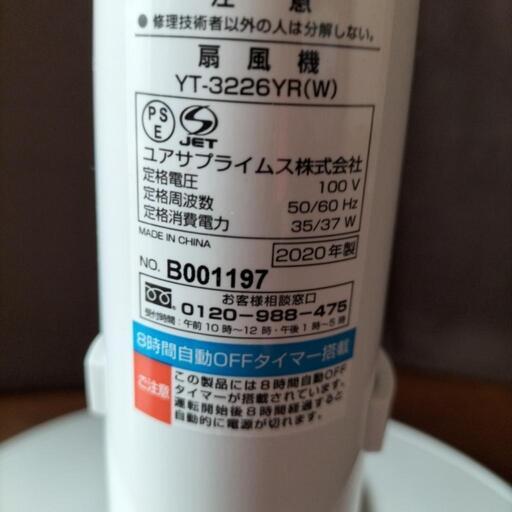 注意
●修理技術者以外の人は分解しない。
扇風機
YT-3226YR(W)
PS
E
JET
ユアサプライムス株式会社
定格電圧 100 V
定格周波数 50/60 Hz
定格消費電力 35/37 W
MADE IN CHINA
2020年製
NO. B001197
お客様相談窓口
0120-988-475
受付時間:午前10時〜12時・午後1時〜5時
8時間自動OFFタイマー搭載
ご注意
この製品には8時間自動OFF
タイマーが搭載されています。
運転開始後8時間経過すると
自動的に電源が切れます。